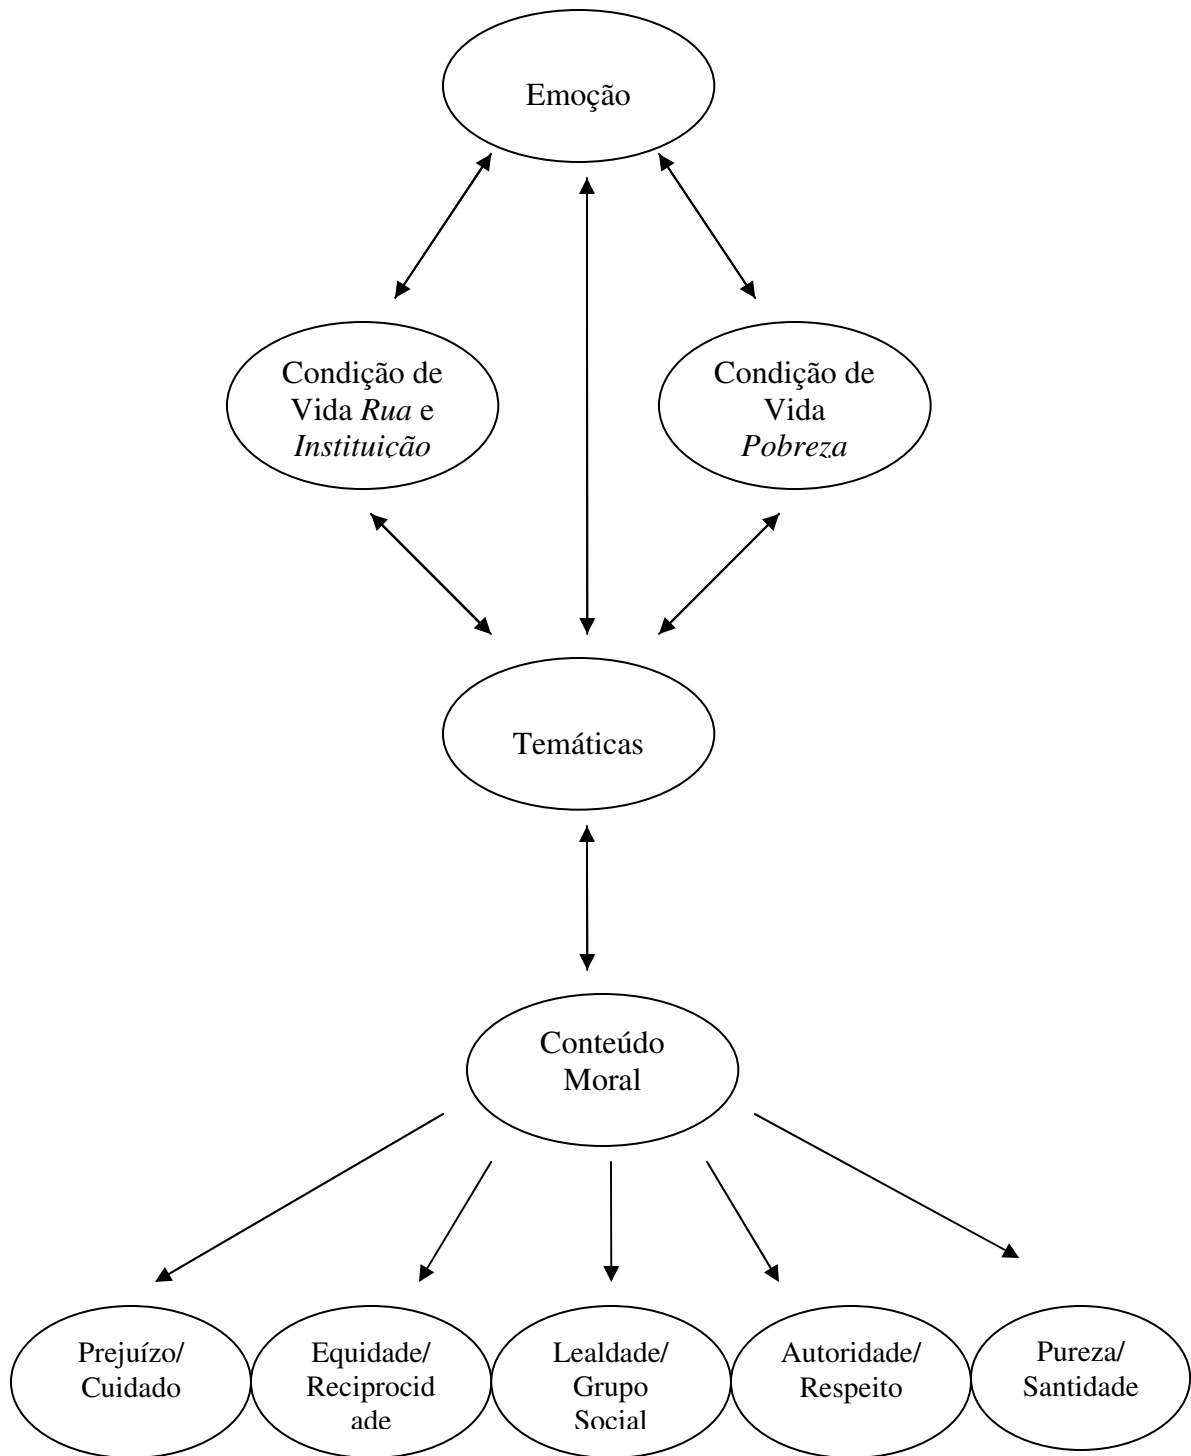 Emoção
Condição de
Vida Rua e
Instituição
Condição de
Vida
Pobreza
Temáticas
Conteúdo
Moral
Prejuízo/
Cuidado
Equidade/
Reciprocid
ade
Lealdade/
Grupo
Social
Autoridade/
Respeito
Pureza/
Santidade